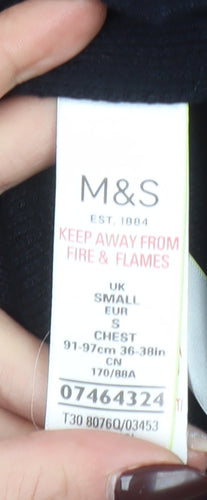 M&S
EST. 1884
KEEP AWAY FROM
FIRE & FLAMES
UK
SMALL
EUR
S
CHEST
91-97cm 36-38in
CN
170/88A
07464324
T30 8076Q/03453